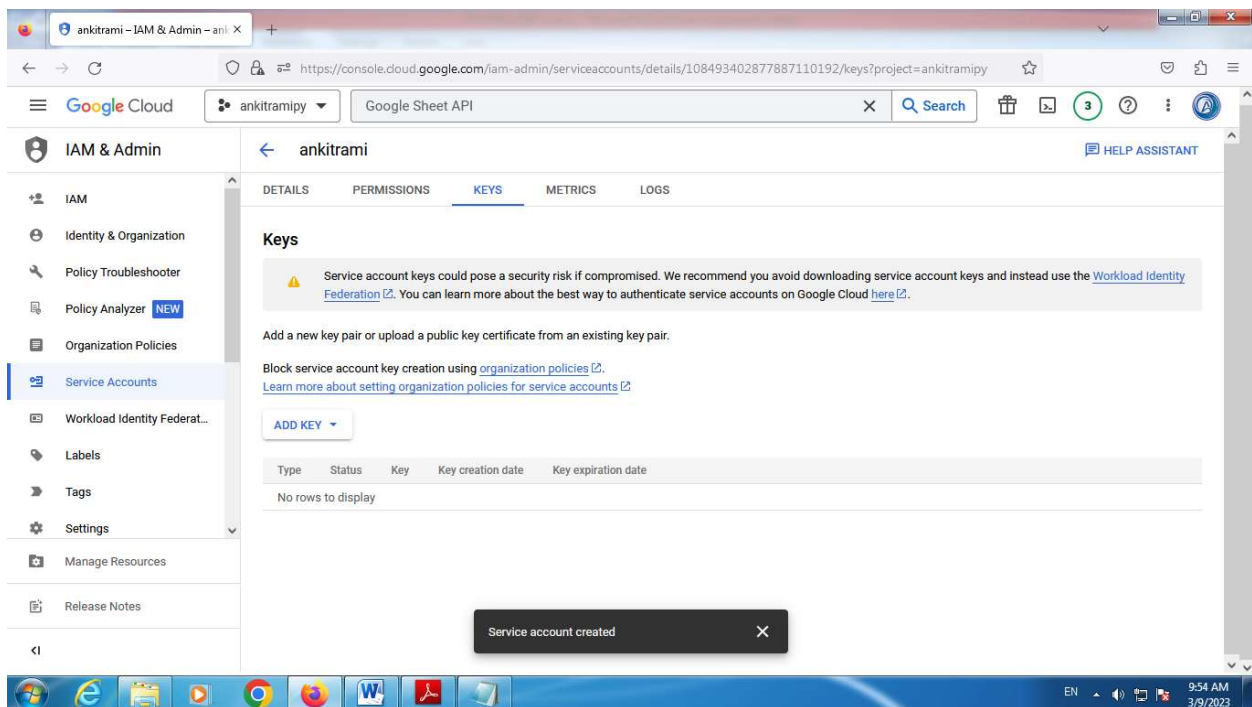 ankitrami – IAM & Admin – ank
https://console.cloud.google.com/iam-admin/serviceaccounts/details/108493402877887110192/keys?project=ankitramipy
Google Cloud
ankitramipy
Google Sheet API
Search
3
IAM & Admin
ankitrami
HELP ASSISTANT
IAM
Identity & Organization
Policy Troubleshooter
Policy Analyzer NEW
Organization Policies
Service Accounts
Workload Identity Federat...
Labels
Tags
Settings
Manage Resources
Release Notes
DETAILS PERMISSIONS KEYS METRICS LOGS
Keys
Service account keys could pose a security risk if compromised. We recommend you avoid downloading service account keys and instead use the Workload Identity
Federation. You can learn more about the best way to authenticate service accounts on Google Cloud here.
Add a new key pair or upload a public key certificate from an existing key pair.
Block service account key creation using organization policies.
Learn more about setting organization policies for service accounts
ADD KEY
Type Status Key Key creation date Key expiration date
No rows to display
Service account created
EN
9:54 AM
3/9/2023